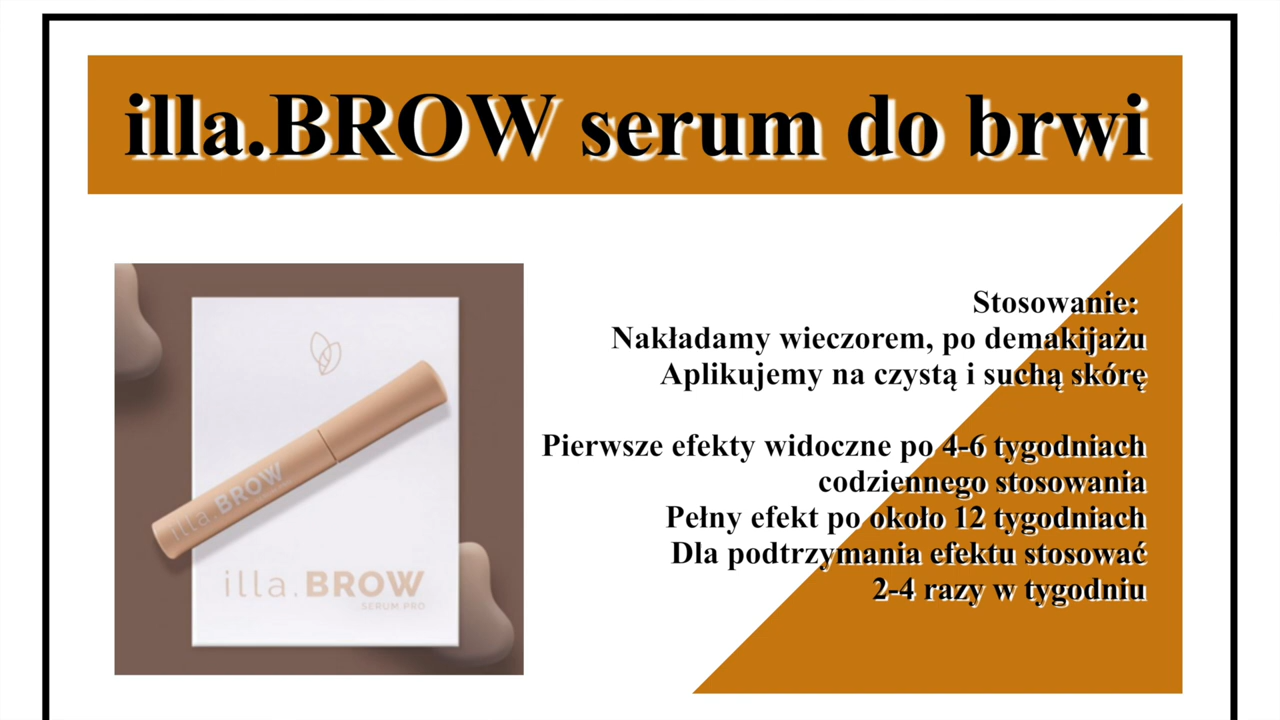 illa.BROW serum do brwi
illa.BROW
illa.BROW
SERUM PRO
Stosowanie:
Nakładamy wieczorem, po demakijażu
Aplikujemy na czystą i suchą skórę
Pierwsze efekty widoczne po 4-6 tygodniach
codziennego stosowania
Pełny efekt po około 12 tygodniach
Dla podtrzymania efektu stosować
2-4 razy w tygodniu